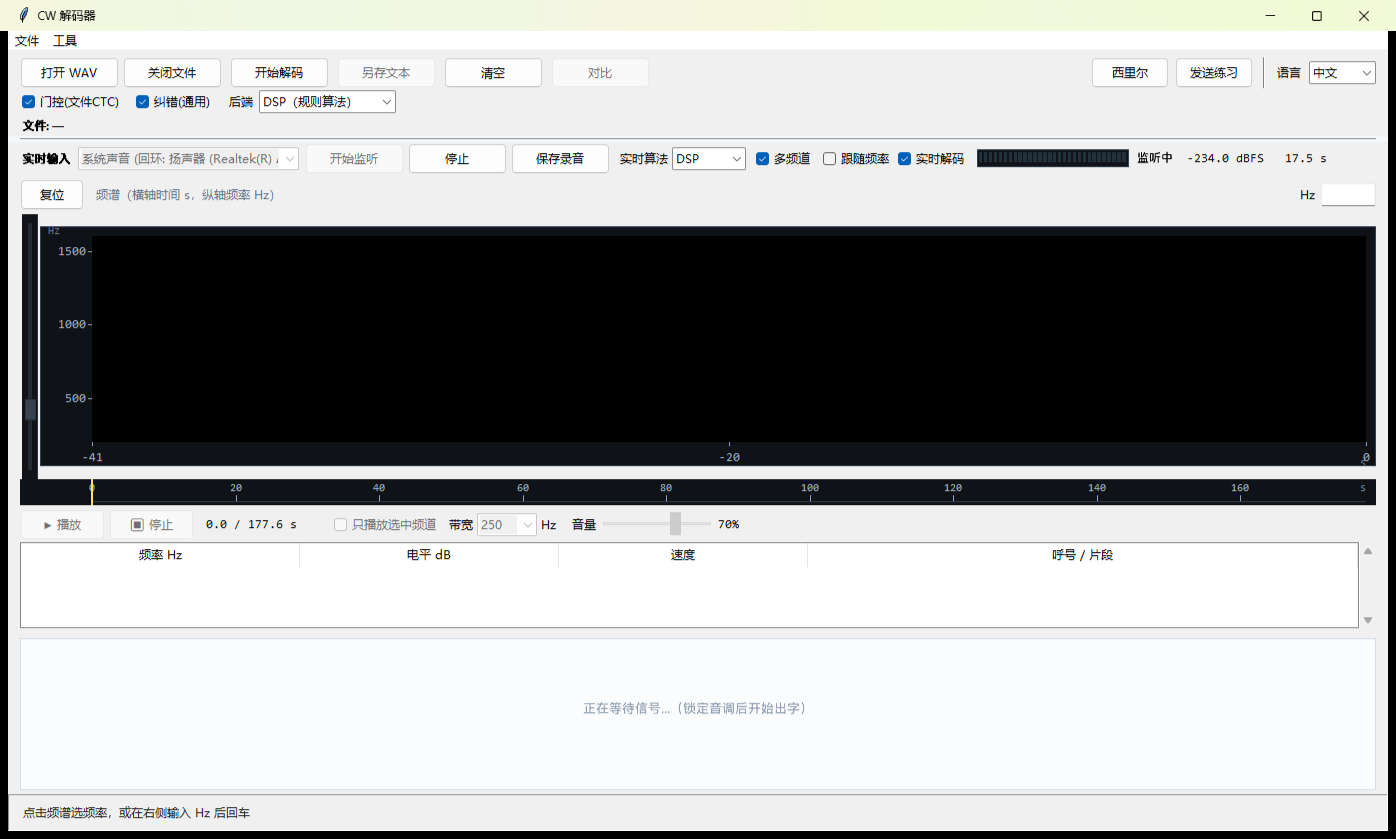 CW 解码器
文件 工具
打开 WAV 关闭文件 开始解码 另存文本 清空 对比 西里尔 发送练习 语言 中文
门控(文件CTC) 纠错(通用) 后端 DSP（规则算法）
文件: —
实时输入 系统声音 (回环: 扬声器 (Realtek(R) 开始监听 停止 保存录音 实时算法 DSP 多频道 跟随频率 实时解码 监听中 -234.0 dBFS 17.5 s
复位 频谱（横轴时间 s，纵轴频率 Hz） Hz
Hz
1500
1000
500
-41 -20 0
s
0 20 40 60 80 100 120 140 160 s
播放 停止 0.0 / 177.6 s 只播放选中频道 带宽 250 Hz 音量 70%
频率 Hz 电平 dB 速度 呼号 / 片段
正在等待信号…（锁定音调后开始出字）
点击频谱选频率，或在右侧输入 Hz 后回车